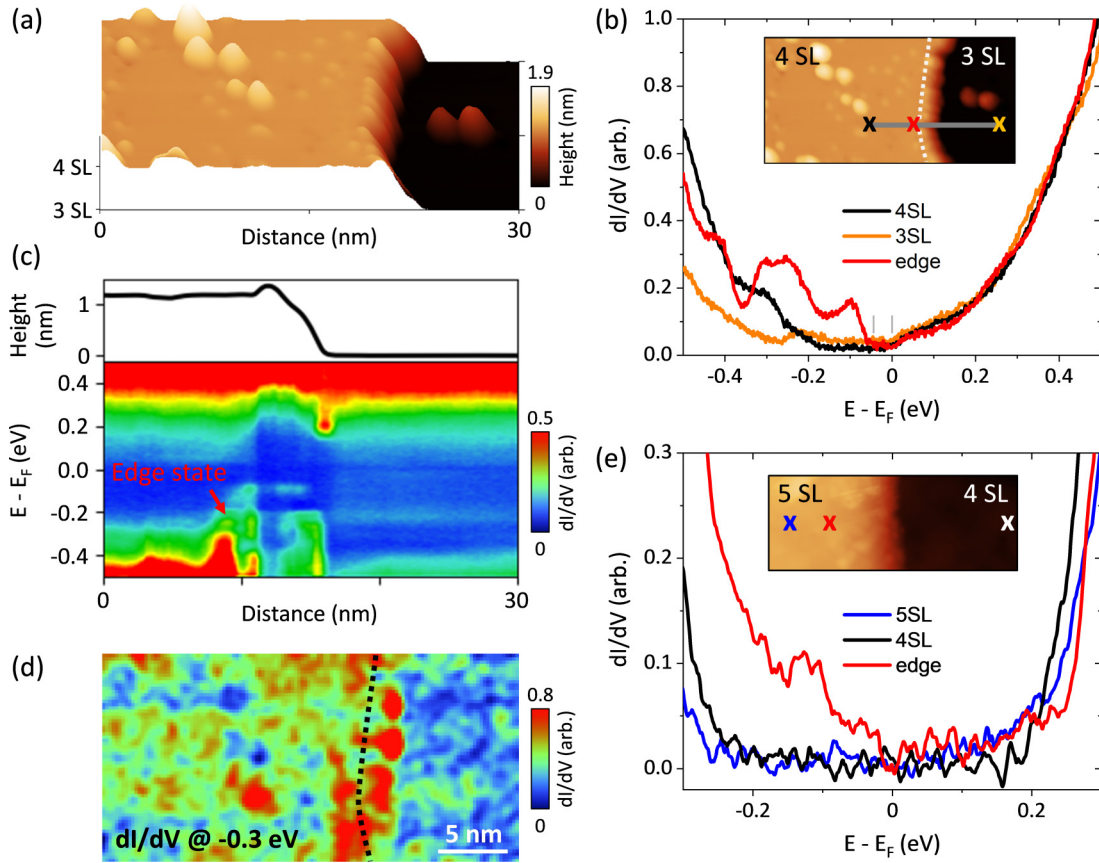 (a)
1.9
Height (nm)
0
4 SL
3 SL
0
30
Distance (nm)
(b)
1.0
0.8
0.6
0.4
0.2
0.0
dI/dV (arb.)
4 SL
3 SL
X
X
X
4SL
3SL
edge
-0.4
-0.2
0
0.2
0.4
E - E_F (eV)
(c)
Height
(nm)
1
0
0.4
0.2
0.0
-0.2
-0.4
E - E_F (eV)
Edge state
0.5
dI/dV (arb.)
0
0
10
20
30
Distance (nm)
(d)
0.8
dI/dV (arb.)
0
dI/dV @ -0.3 eV
5 nm
(e)
0.3
0.2
0.1
0.0
dI/dV (arb.)
5 SL
4 SL
X
X
X
5SL
4SL
edge
-0.2
0
0.2
E - E_F (eV)